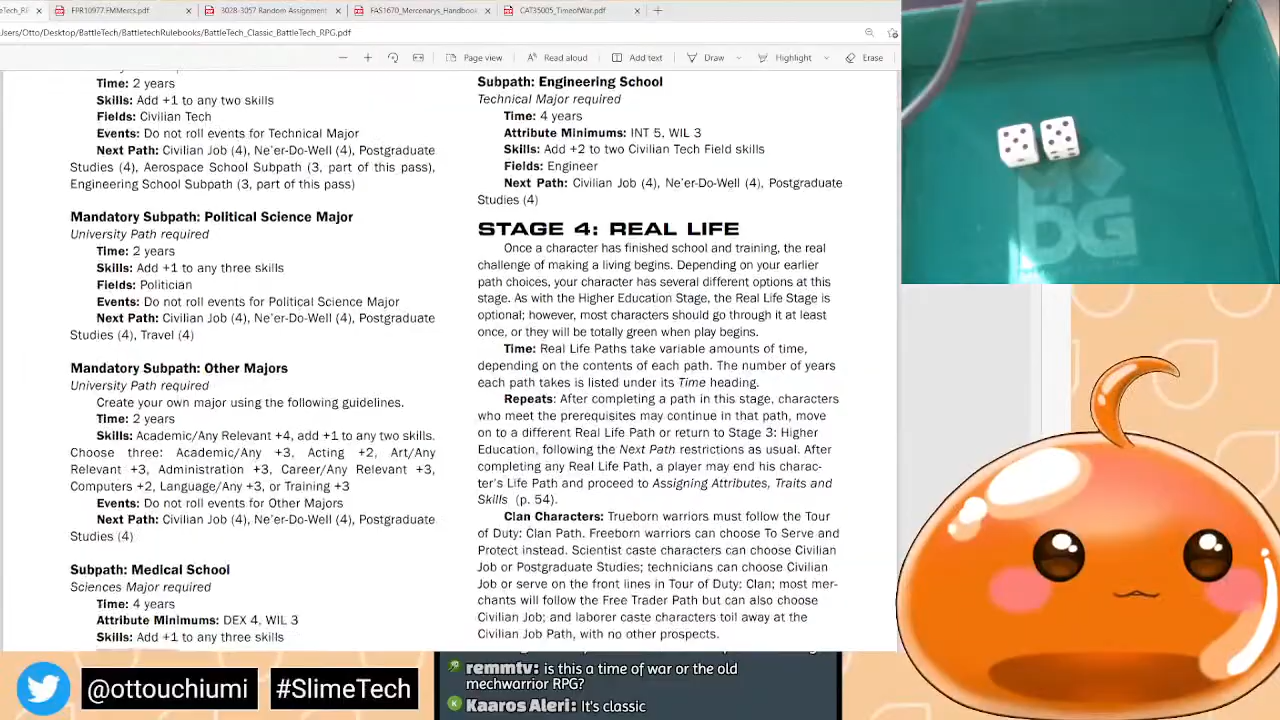 FPR10977.FMMercs.pdf
3028-3057 Random Assignment
FAS1670_Mercenarys_Handbook
CAT35005_TimeofWar.pdf
sers/Otto/Desktop/BattleTech/BattletechRulebooks/BattleTech_Classic_BattleTech_RPG.pdf
Page view
Read aloud
Add text
Draw
Highlight
Erase
Time: 2 years
Skills: Add +1 to any two skills
Fields: Civilian Tech
Events: Do not roll events for Technical Major
Next Path: Civilian Job (4), Ne'er-Do-Well (4), Postgraduate
Studies (4), Aerospace School Subpath (3, part of this pass),
Engineering School Subpath (3, part of this pass)
Mandatory Subpath: Political Science Major
University Path required
Time: 2 years
Skills: Add +1 to any three skills
Fields: Politician
Events: Do not roll events for Political Science Major
Next Path: Civilian Job (4), Ne'er-Do-Well (4), Postgraduate
Studies (4), Travel (4)
Mandatory Subpath: Other Majors
University Path required
Create your own major using the following guidelines.
Time: 2 years
Skills: Academic/Any Relevant +4, add +1 to any two skills.
Choose three: Academic/Any +3, Acting +2, Art/Any
Relevant +3, Administration +3, Career/Any Relevant +3,
Computers +2, Language/Any +3, or Training +3
Events: Do not roll events for Other Majors
Next Path: Civilian Job (4), Ne'er-Do-Well (4), Postgraduate
Studies (4)
Subpath: Medical School
Sciences Major required
Time: 4 years
Attribute Minimums: DEX 4, WIL 3
Skills: Add +1 to any three skills
Subpath: Engineering School
Technical Major required
Time: 4 years
Attribute Minimums: INT 5, WIL 3
Skills: Add +2 to two Civilian Tech Field skills
Fields: Engineer
Next Path: Civilian Job (4), Ne'er-Do-Well (4), Postgraduate
Studies (4)
STAGE 4: REAL LIFE
Once a character has finished school and training, the real
challenge of making a living begins. Depending on your earlier
path choices, your character has several different options at this
stage. As with the Higher Education Stage, the Real Life Stage is
optional; however, most characters should go through it at least
once, or they will be totally green when play begins.
Time: Real Life Paths take variable amounts of time,
depending on the contents of each path. The number of years
each path takes is listed under its Time heading.
Repeats: After completing a path in this stage, characters
who meet the prerequisites may continue in that path, move
on to a different Real Life Path or return to Stage 3: Higher
Education, following the Next Path restrictions as usual. After
completing any Real Life Path, a player may end his charac-
ter's Life Path and proceed to Assigning Attributes, Traits and
Skills (p. 54).
Clan Characters: Trueborn warriors must follow the Tour
of Duty: Clan Path. Freeborn warriors can choose To Serve and
Protect instead. Scientist caste characters can choose Civilian
Job or Postgraduate Studies; technicians can choose Civilian
Job or serve on the front lines in Tour of Duty: Clan; most mer-
chants will follow the Free Trader Path but can also choose
Civilian Job; and laborer caste characters toil away at the
Civilian Job Path, with no other prospects.
bG
@ottouchiumi
#SlimeTech
remmtv: is this a time of war or the old
mechwarrior RPG?
K Kaaros Aleri: It's classic